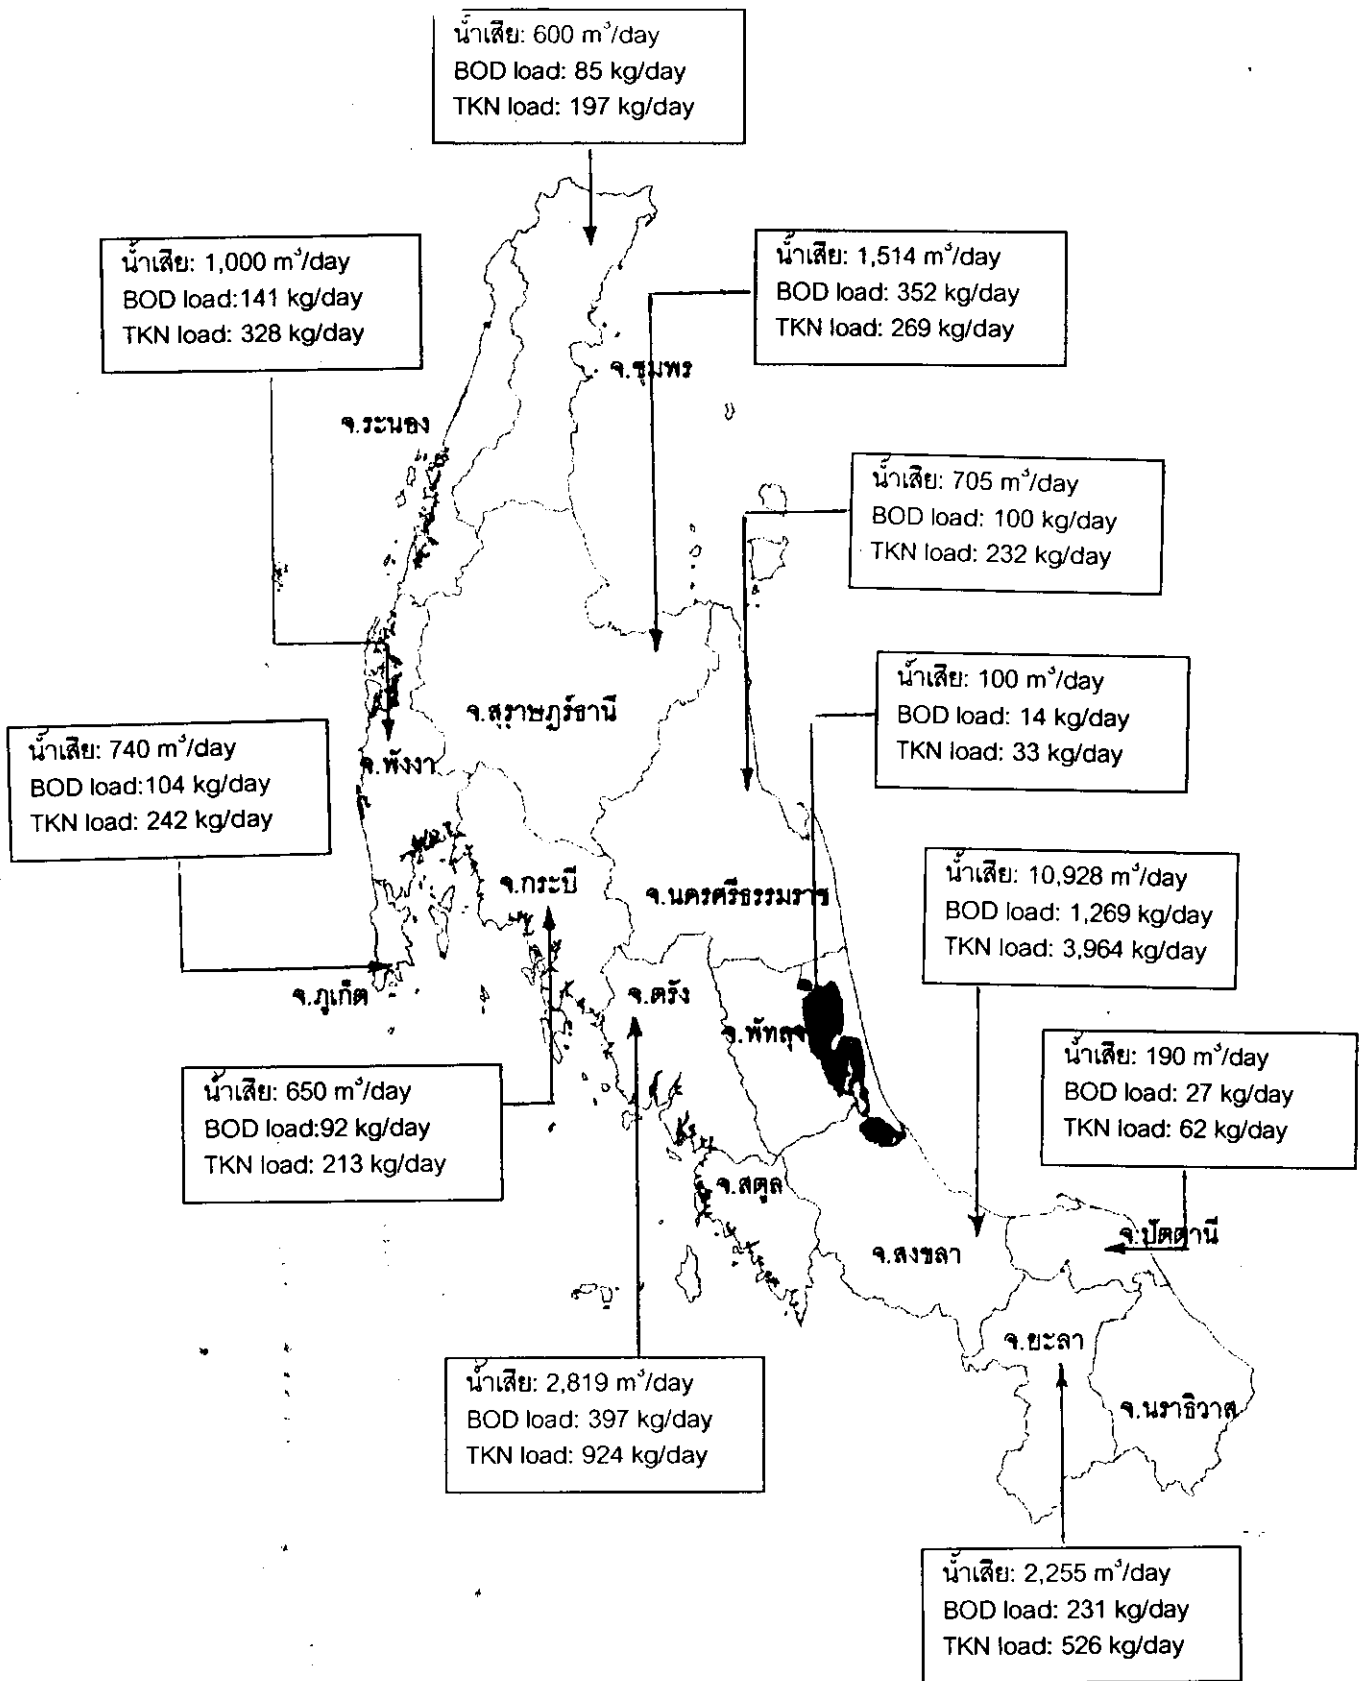 น้ำเสีย: 600 m³/day
BOD load: 85 kg/day
TKN load: 197 kg/day
น้ำเสีย: 1,000 m³/day
BOD load:141 kg/day
TKN load: 328 kg/day
น้ำเสีย: 1,514 m³/day
BOD load: 352 kg/day
TKN load: 269 kg/day
จ.ชุมพร
จ.ระนอง
น้ำเสีย: 705 m³/day
BOD load: 100 kg/day
TKN load: 232 kg/day
น้ำเสีย: 100 m³/day
BOD load: 14 kg/day
TKN load: 33 kg/day
จ.สุราษฎร์ธานี
น้ำเสีย: 740 m³/day
BOD load:104 kg/day
TKN load: 242 kg/day
จ.พังงา
จ.กระบี่
จ.นครศรีธรรมราช
น้ำเสีย: 10,928 m³/day
BOD load: 1,269 kg/day
TKN load: 3,964 kg/day
จ.ภูเก็ต
จ.ตรัง
จ.พัทลุง
น้ำเสีย: 190 m³/day
BOD load: 27 kg/day
TKN load: 62 kg/day
น้ำเสีย: 650 m³/day
BOD load:92 kg/day
TKN load: 213 kg/day
จ.สตูล
จ.ปัตตานี
จ.สงขลา
จ.ยะลา
จ.นราธิวาส
น้ำเสีย: 2,819 m³/day
BOD load: 397 kg/day
TKN load: 924 kg/day
น้ำเสีย: 2,255 m³/day
BOD load: 231 kg/day
TKN load: 526 kg/day